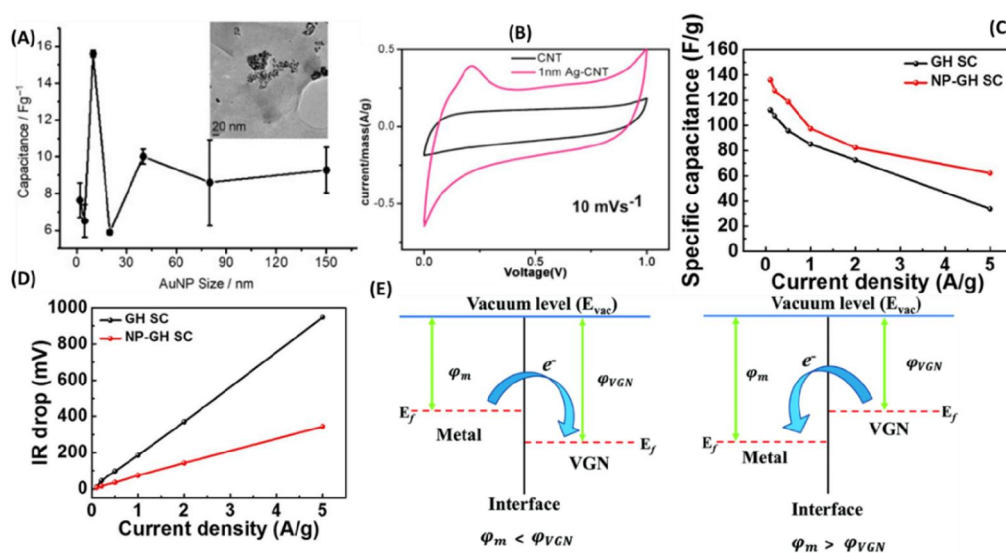 (A)
16
14
12
10
8
6
Capacitance / Fg⁻¹
20 nm
0
30
60
90
120
150
AuNP Size / nm
(B)
CNT
1nm Ag-CNT
current/mass(A/g)
0.5
0.0
-0.5
10 mVs⁻¹
0.0
0.5
1.0
Voltage(V)
(C
GH SC
NP-GH SC
Specific capacitance (F/g)
160
140
120
100
80
60
40
20
0
0
1
2
3
4
5
Current density (A/g)
(D)
GH SC
NP-GH SC
IR drop (mV)
1000
800
600
400
200
0
0
1
2
3
4
5
Current density (A/g)
(E)
Vacuum level (Evac)
φm
e⁻
φVGN
Ef
Metal
Ef
VGN
Interface
φm < φVGN
Vacuum level (Evac)
φm
e⁻
φVGN
Ef
VGN
Ef
Metal
Interface
φm > φVGN